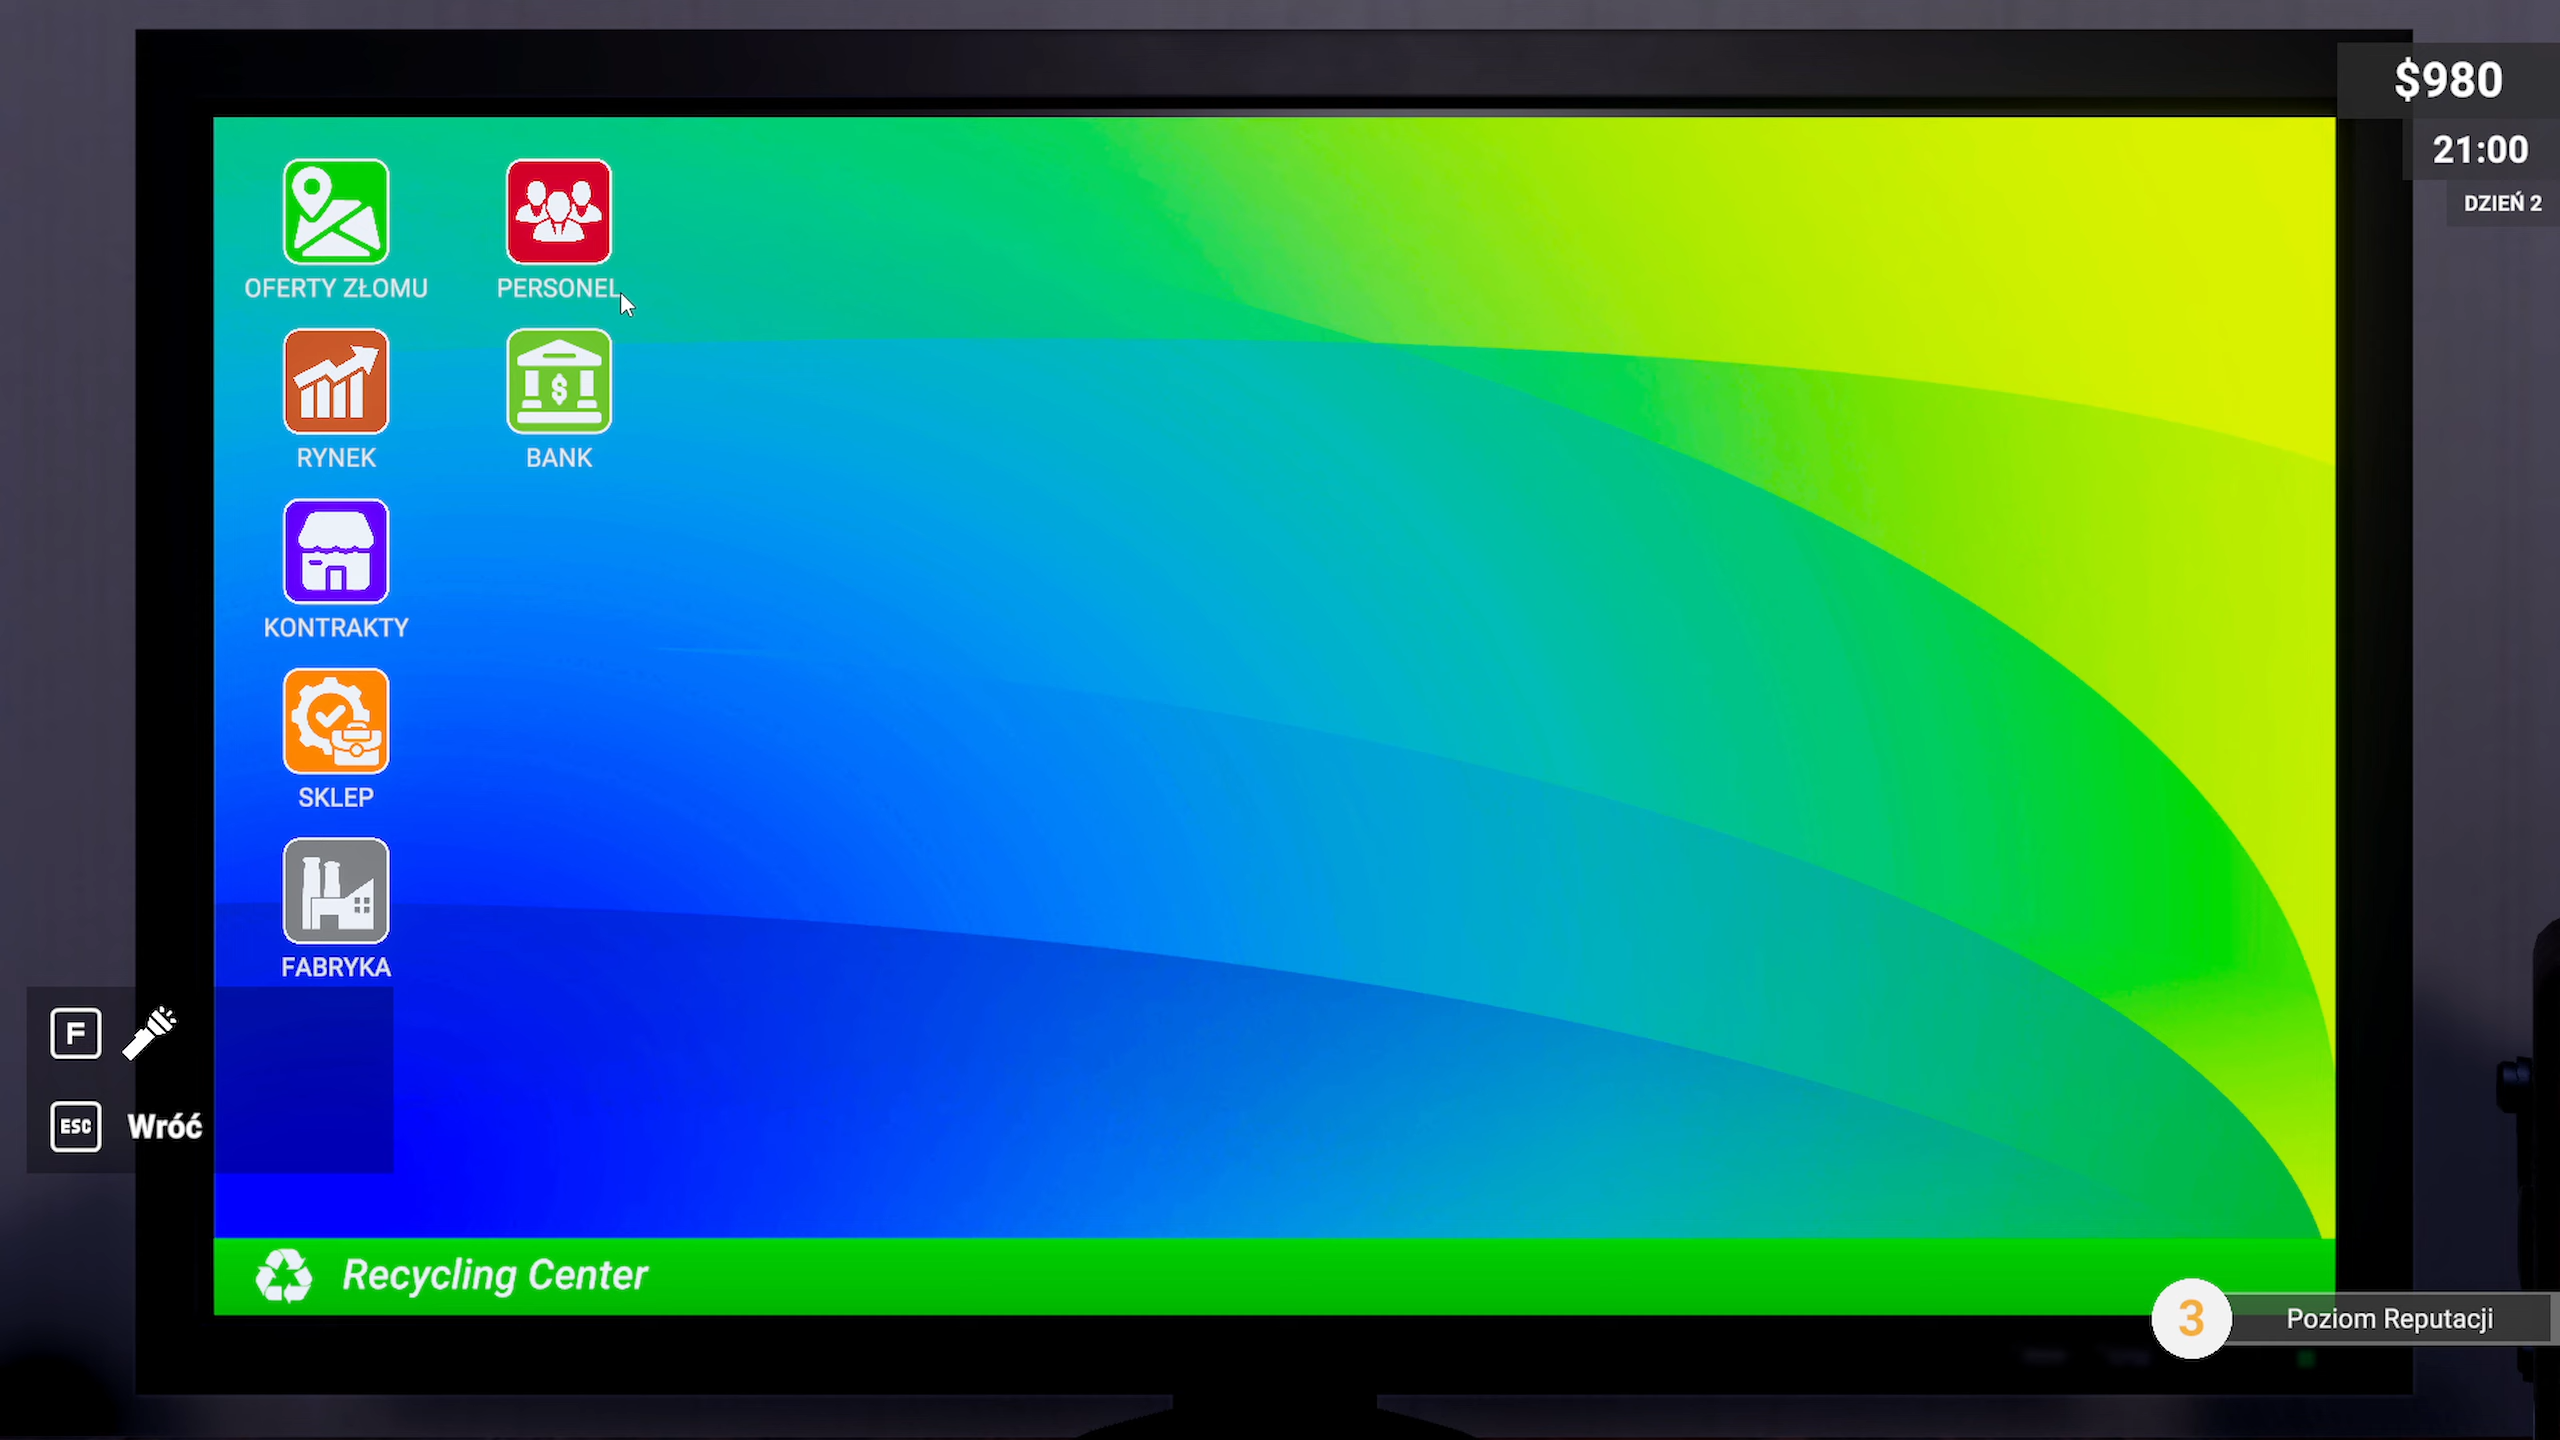 $980
21:00
DZIEŃ 2
OFERTY ZŁOMU
PERSONEL
RYNEK
BANK
KONTRAKTY
SKLEP
FABRYKA
F
ESC Wróć
Recycling Center
3 Poziom Reputacji